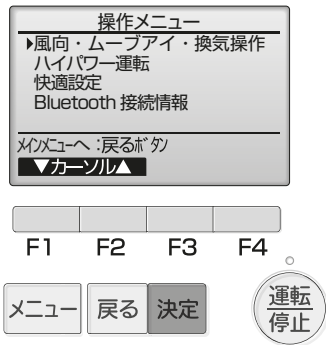 操作メニュー
▶風向・ムーブアイ・換気操作
ハイパワー運転
快適設定
Bluetooth 接続情報
ﾒｲﾝﾒﾆｭｰへ :戻るﾎﾞﾀﾝ
▼カーソル▲
F1 F2 F3 F4
メニュー 戻る 決定
運転
停止